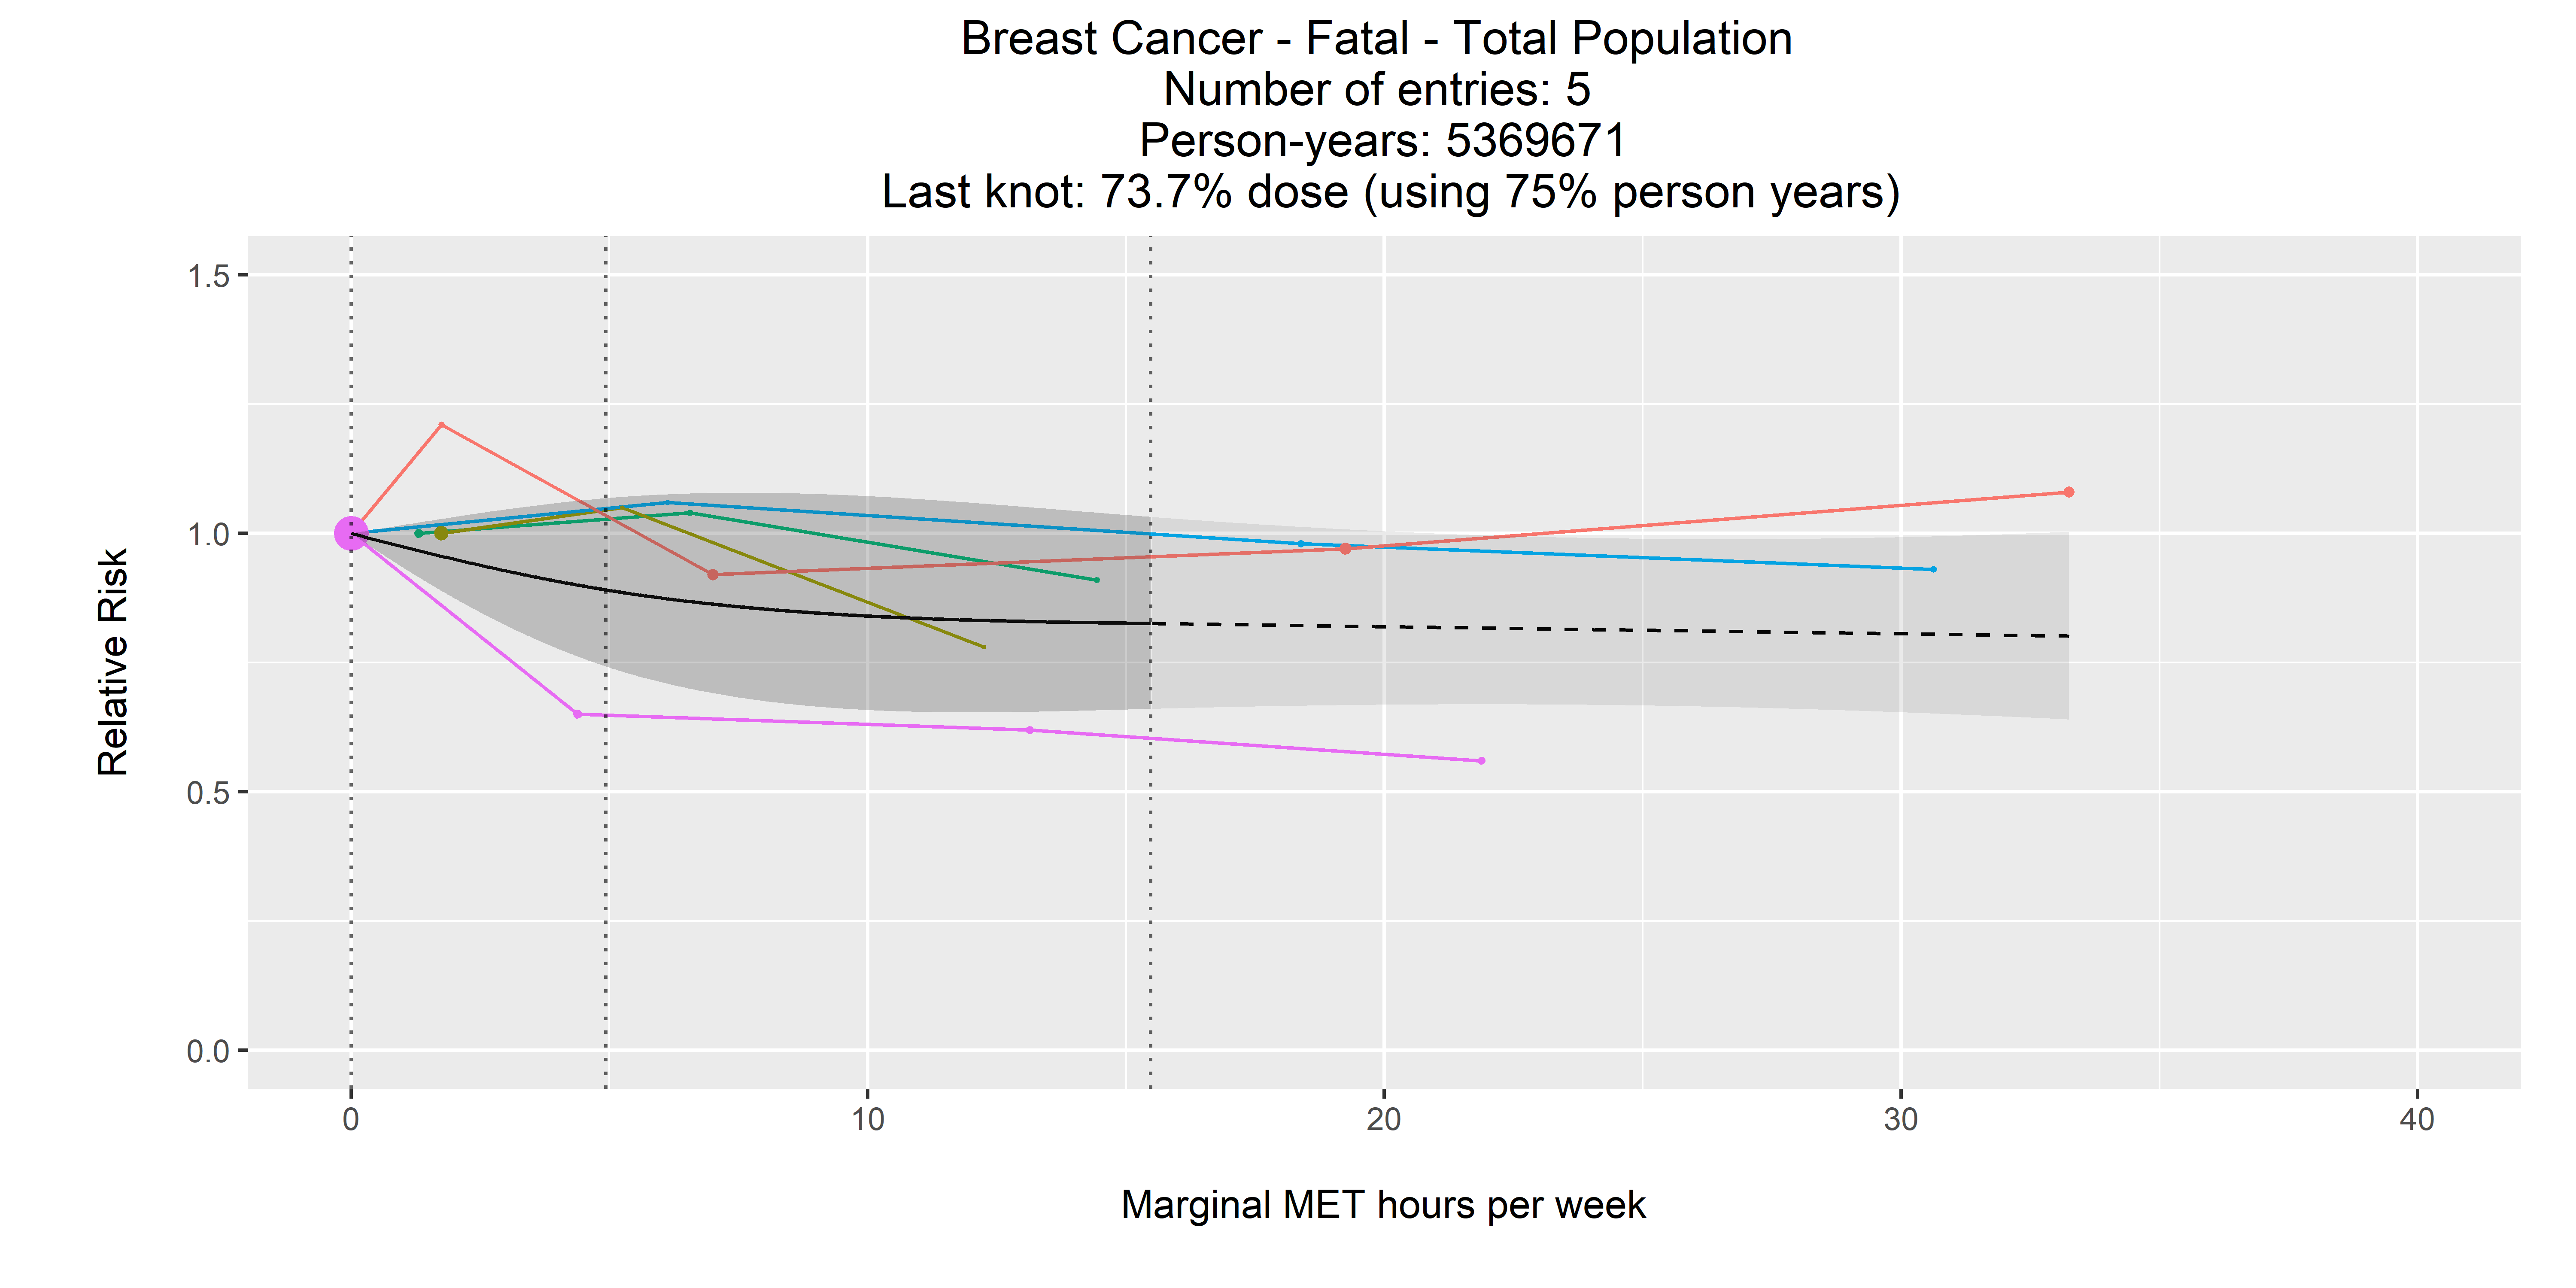 Breast Cancer - Fatal - Total Population
Number of entries: 5
Person-years: 5369671
Last knot: 73.7% dose (using 75% person years)
1.5
1.0
0.5
0.0
Relative Risk
0 10 20 30 40
Marginal MET hours per week